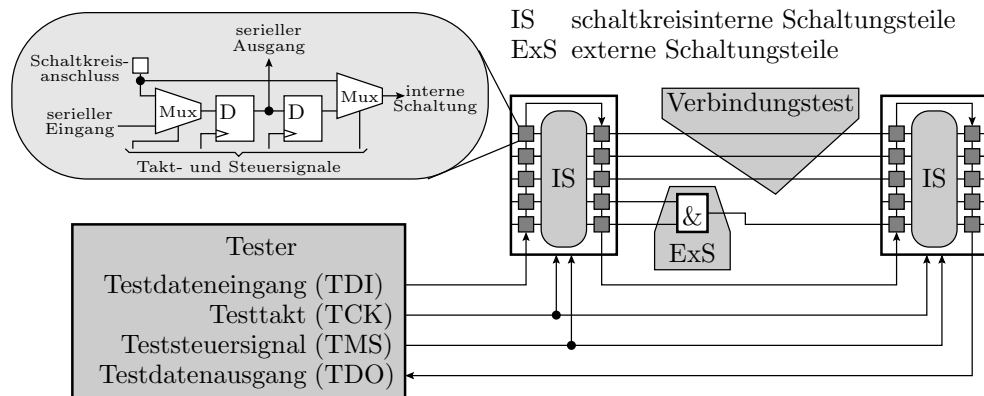 serieller
Ausgang
Schaltkreis-
anschluss
Mux
D
D
Mux
interne
Schaltung
serieller
Eingang
Takt- und Steuersignale
IS schaltkreisinterne Schaltungsteile
ExS externe Schaltungsteile
Verbindungstest
IS
IS
&
ExS
Tester
Testdateneingang (TDI)
Testtakt (TCK)
Teststeuersignal (TMS)
Testdatenausgang (TDO)